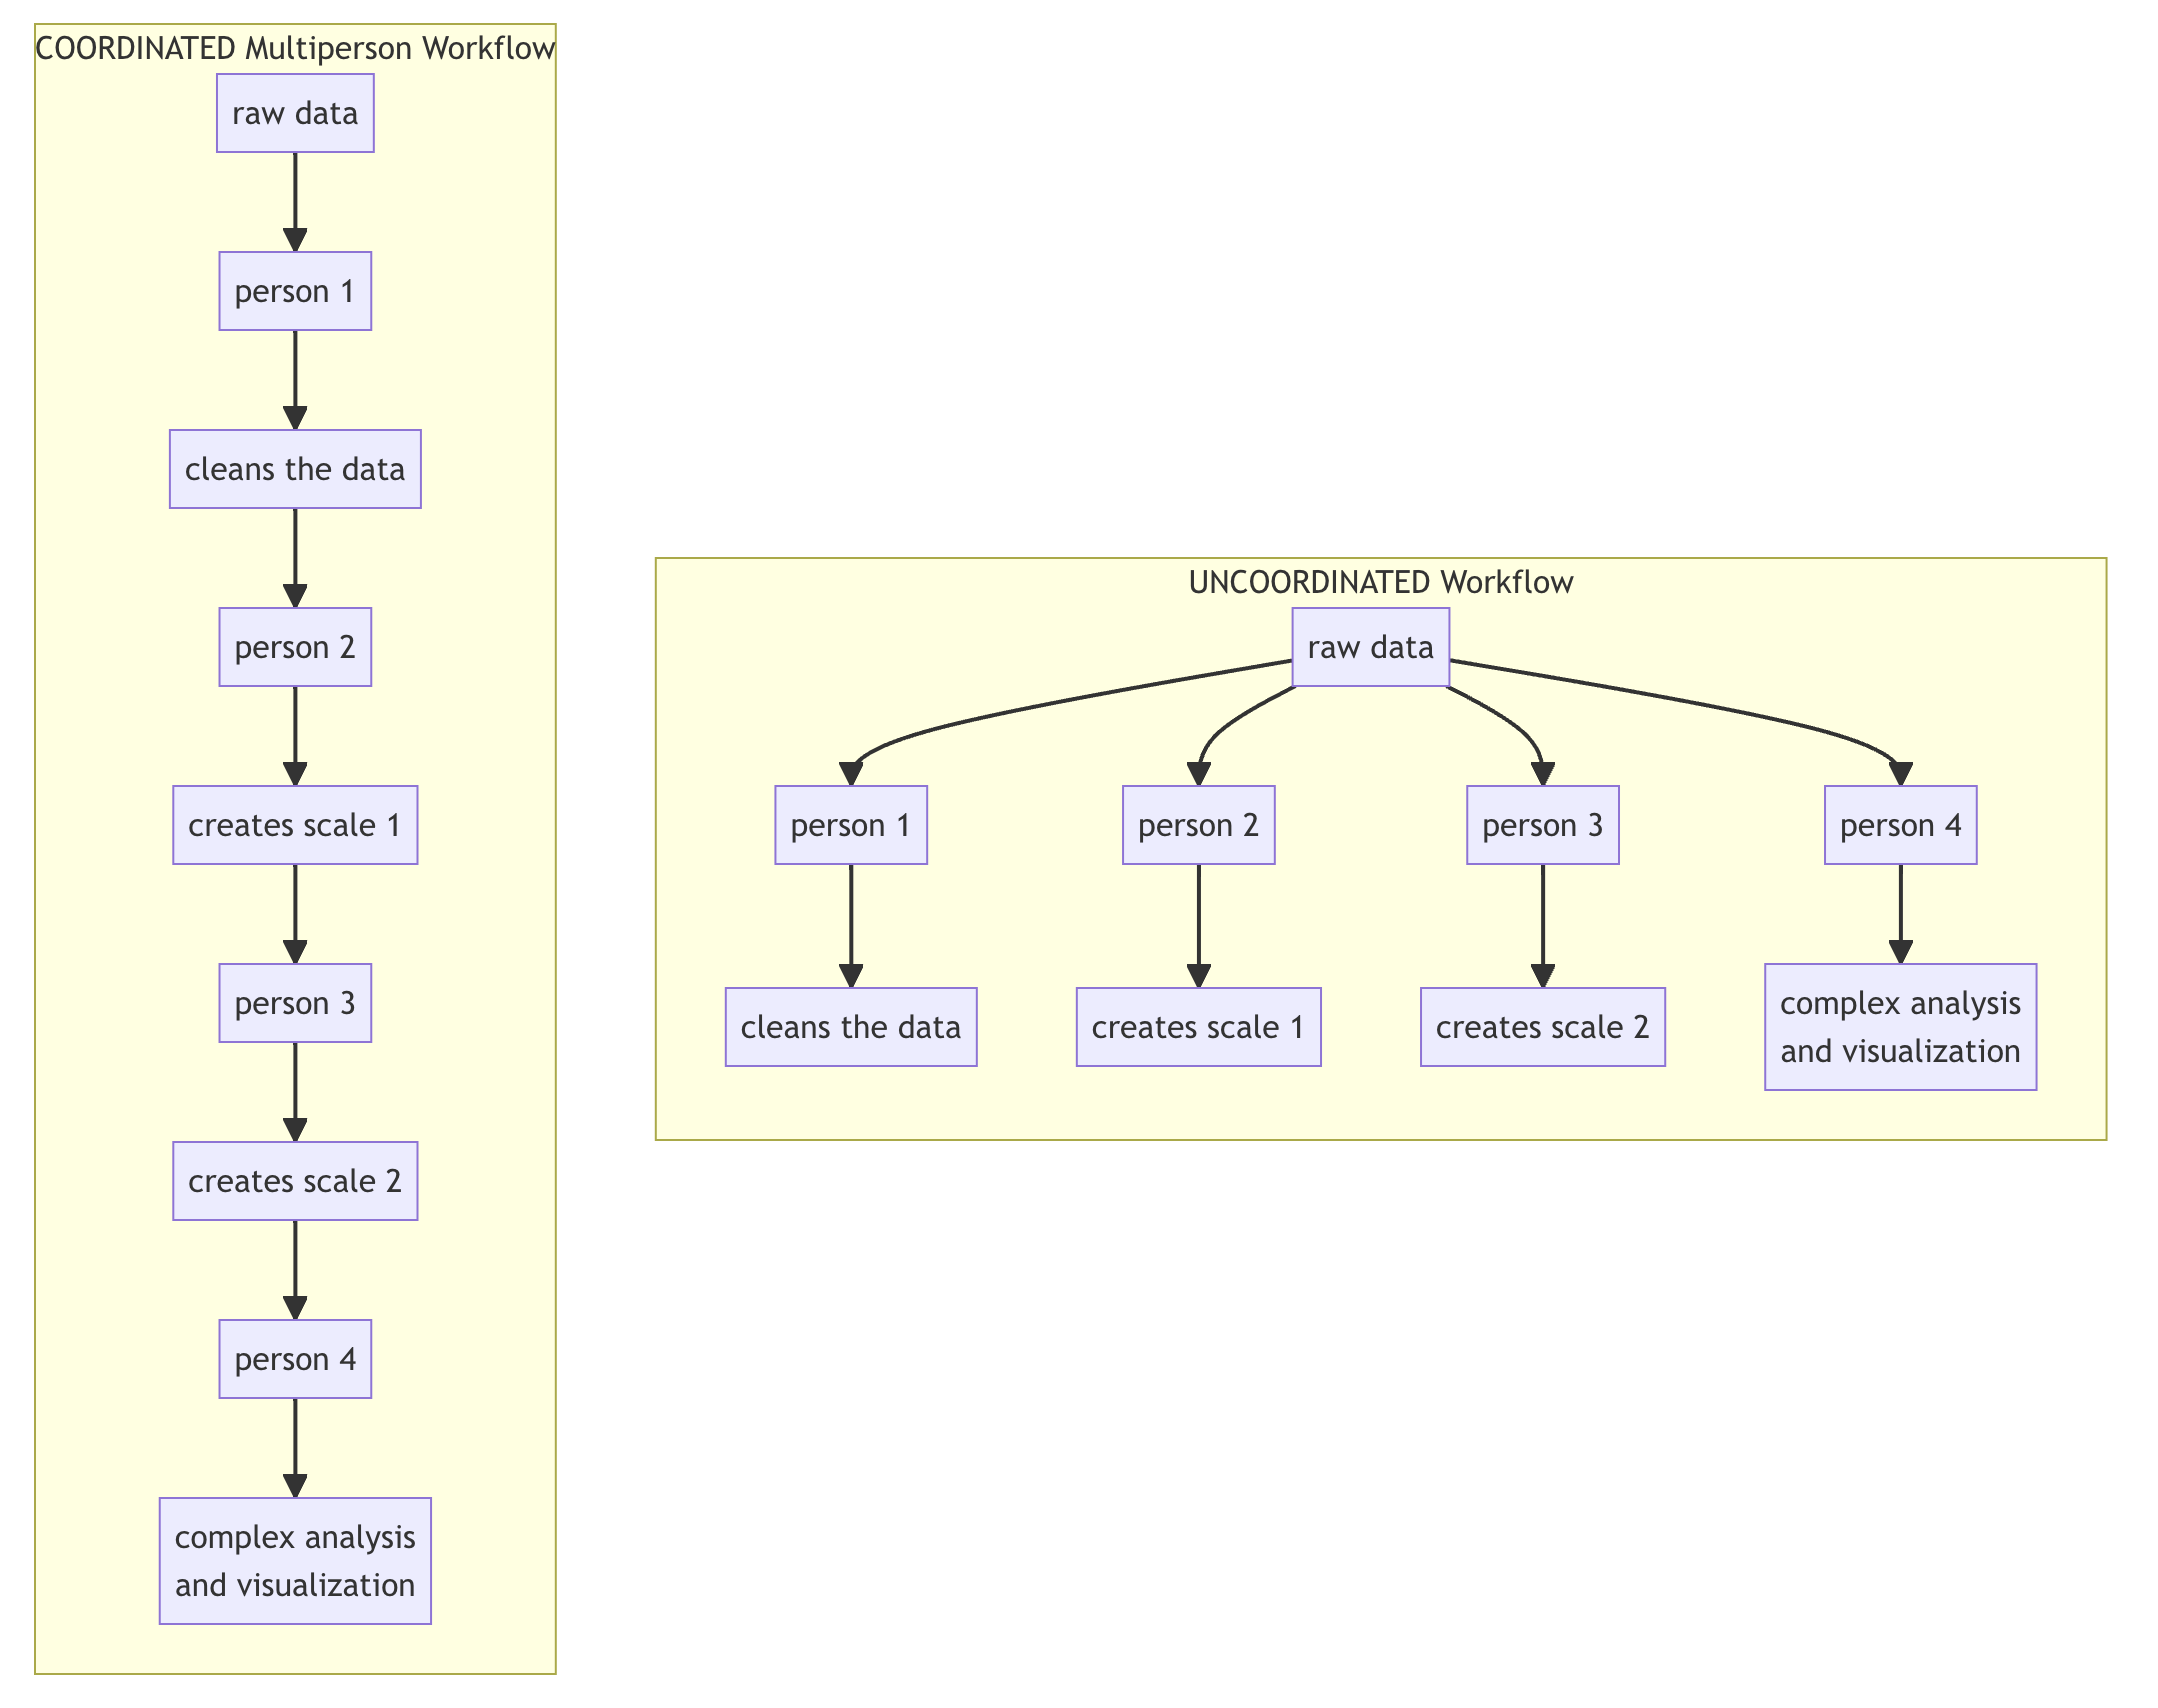 COORDINATED Multiperson Workflow
raw data
person 1
cleans the data
person 2
creates scale 1
person 3
creates scale 2
person 4
complex analysis
and visualization
UNCOORDINATED Workflow
raw data
person 1
person 2
person 3
person 4
cleans the data
creates scale 1
creates scale 2
complex analysis
and visualization